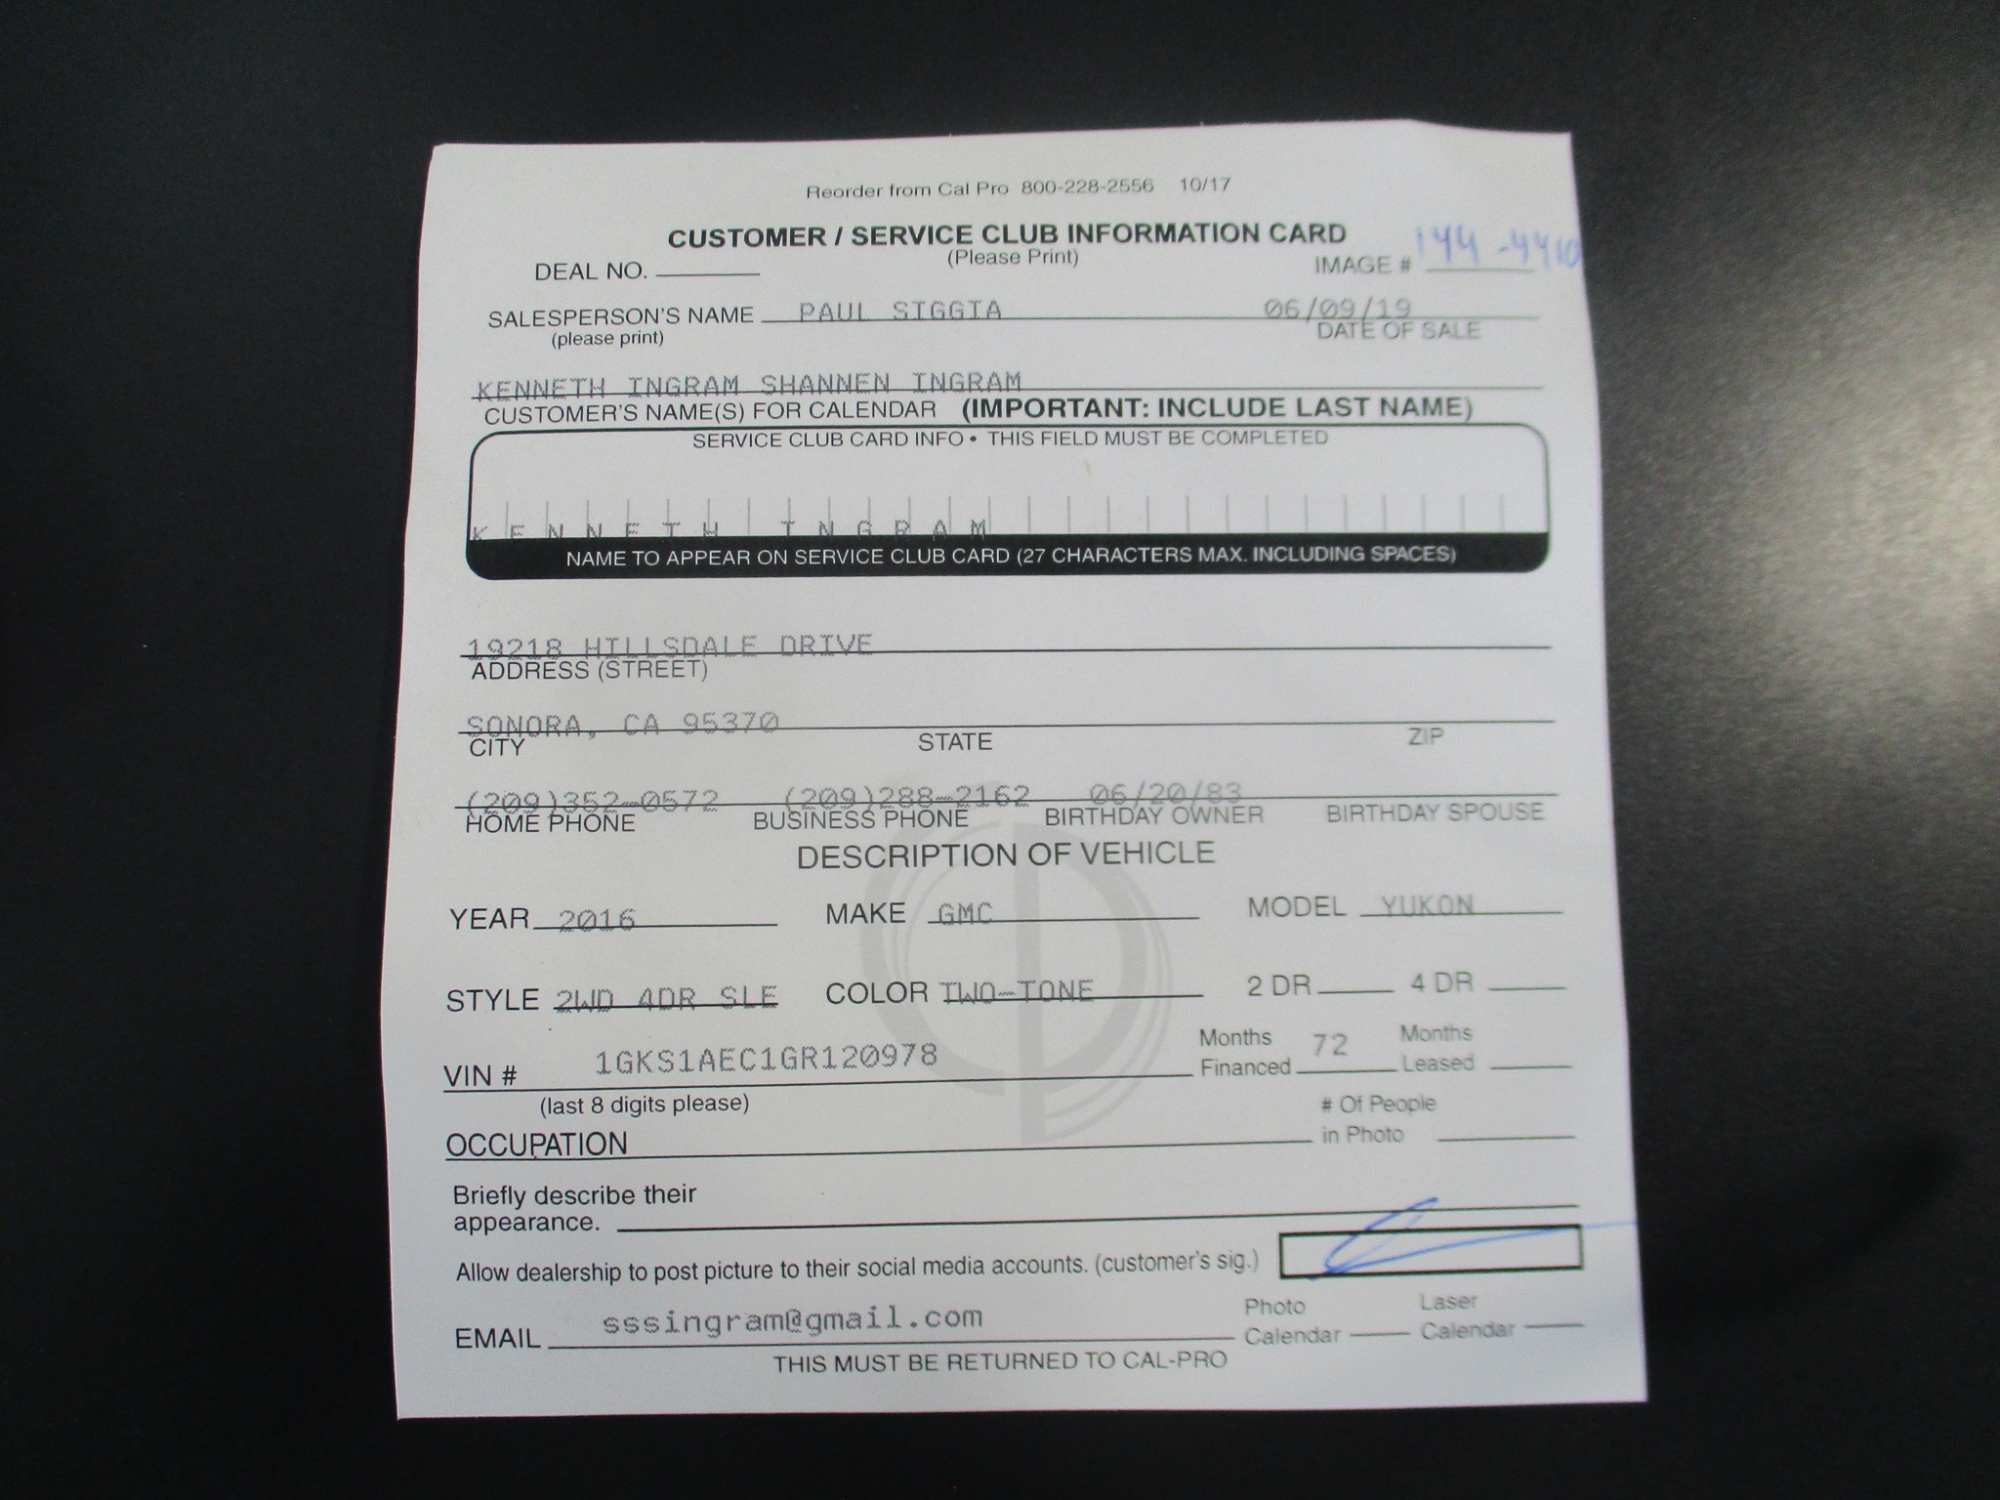 Reorder from Cal Pro 800-228-2556 10/17
CUSTOMER / SERVICE CLUB INFORMATION CARD
(Please Print)
DEAL NO. IMAGE # 144-4410
SALESPERSON'S NAME PAUL SIGGIA 06/09/19
(please print) DATE OF SALE
KENNETH INGRAM SHANNEN INGRAM
CUSTOMER'S NAME(S) FOR CALENDAR (IMPORTANT: INCLUDE LAST NAME)
SERVICE CLUB CARD INFO • THIS FIELD MUST BE COMPLETED
KENNETH INGRAM
NAME TO APPEAR ON SERVICE CLUB CARD (27 CHARACTERS MAX. INCLUDING SPACES)
19218 HILLSDALE DRIVE
ADDRESS (STREET)
SONORA, CA 95370
CITY STATE ZIP
(209)352-0572 (209)288-2162 06/20/83
HOME PHONE BUSINESS PHONE BIRTHDAY OWNER BIRTHDAY SPOUSE
DESCRIPTION OF VEHICLE
YEAR 2016 MAKE GMC MODEL YUKON
STYLE 2WD 4DR SLE COLOR TWO-TONE 2 DR 4 DR
VIN # 1GKS1AEC1GR120978 Months Financed 72 Months Leased
(last 8 digits please)
OCCUPATION # Of People in Photo
Briefly describe their
appearance.
Allow dealership to post picture to their social media accounts. (customer's sig.)
EMAIL sssingram@gmail.com Photo Calendar Laser Calendar
THIS MUST BE RETURNED TO CAL-PRO